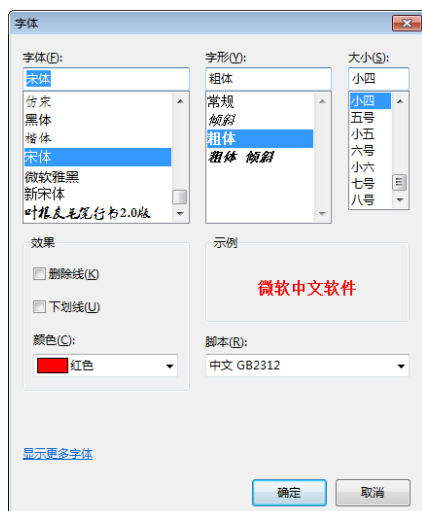 字体
字体(F):
字形(Y):
大小(S):
宋体
粗体
小四
仿宋
黑体
楷体
宋体
微软雅黑
新宋体
叶根友毛笔行书2.0版
常规
倾斜
粗体
粗体 倾斜
小四
五号
小五
六号
小六
七号
八号
效果
删除线(K)
下划线(U)
颜色(C):
红色
示例
微软中文软件
脚本(R):
中文 GB2312
显示更多字体
确定
取消